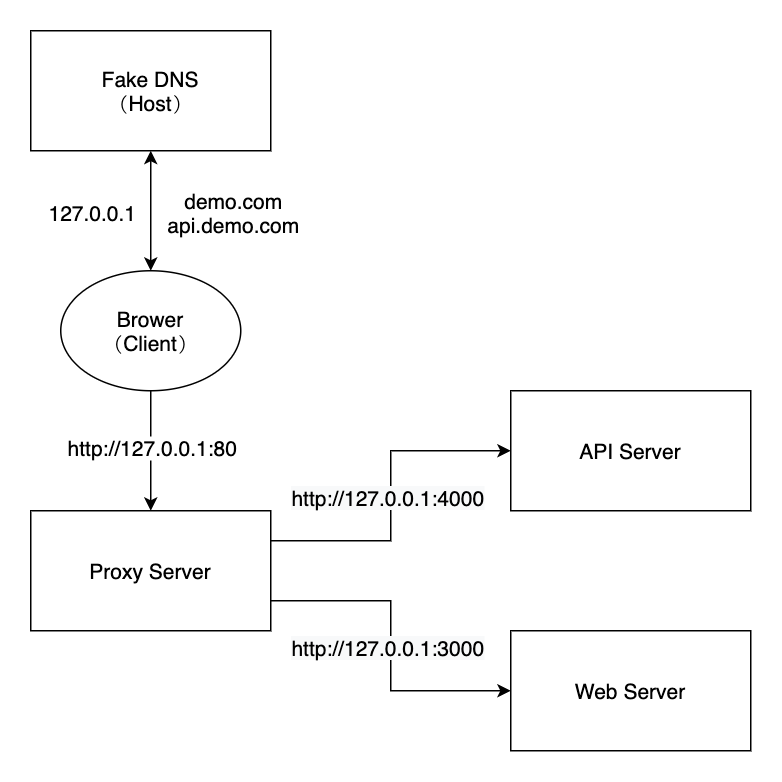 Fake DNS
（Host）
127.0.0.1
demo.com
api.demo.com
Brower
（Client）
http://127.0.0.1:80
API Server
http://127.0.0.1:4000
Proxy Server
http://127.0.0.1:3000
Web Server